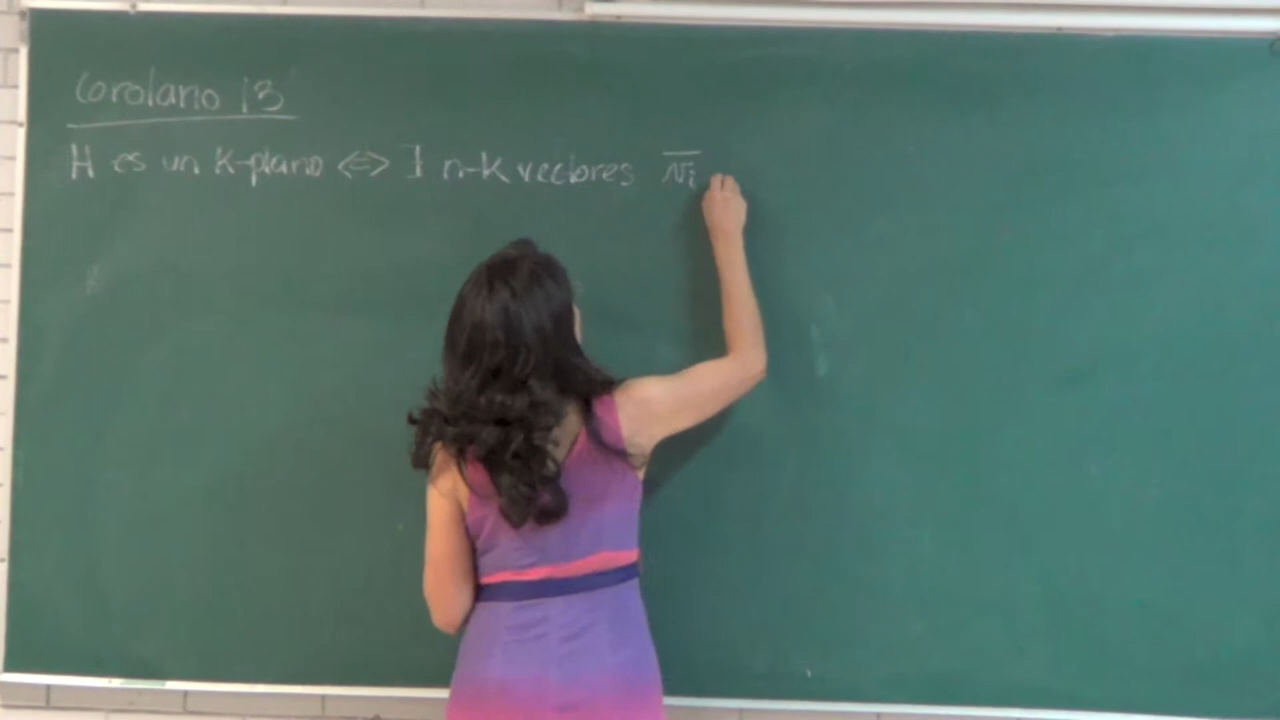 Corolario 13
H es un K-plano <=> ∃ n-K vectores N̅i